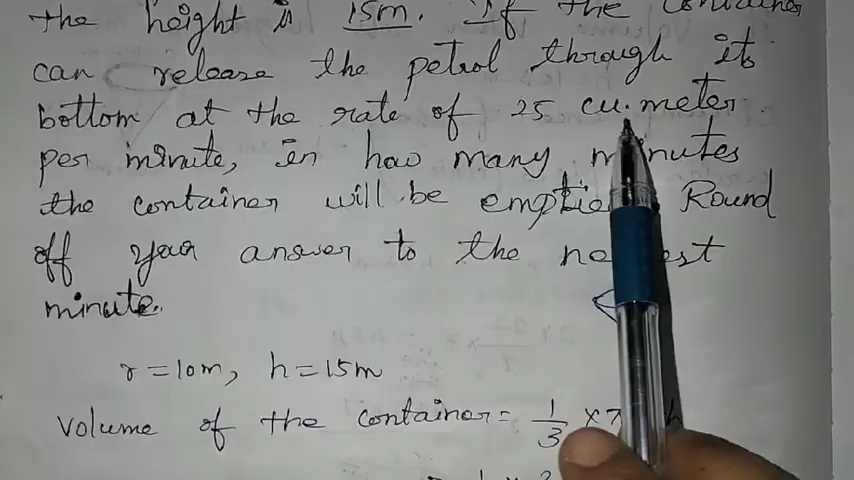 the height is 15m. If the container
can release the petrol through its
bottom at the rate of 25 cu.meter
per minute, in how many minutes
the container will be emptied Round
off your answer to the
minute.
r = 10m, h = 15m
Volume of the container = 1/3 ×